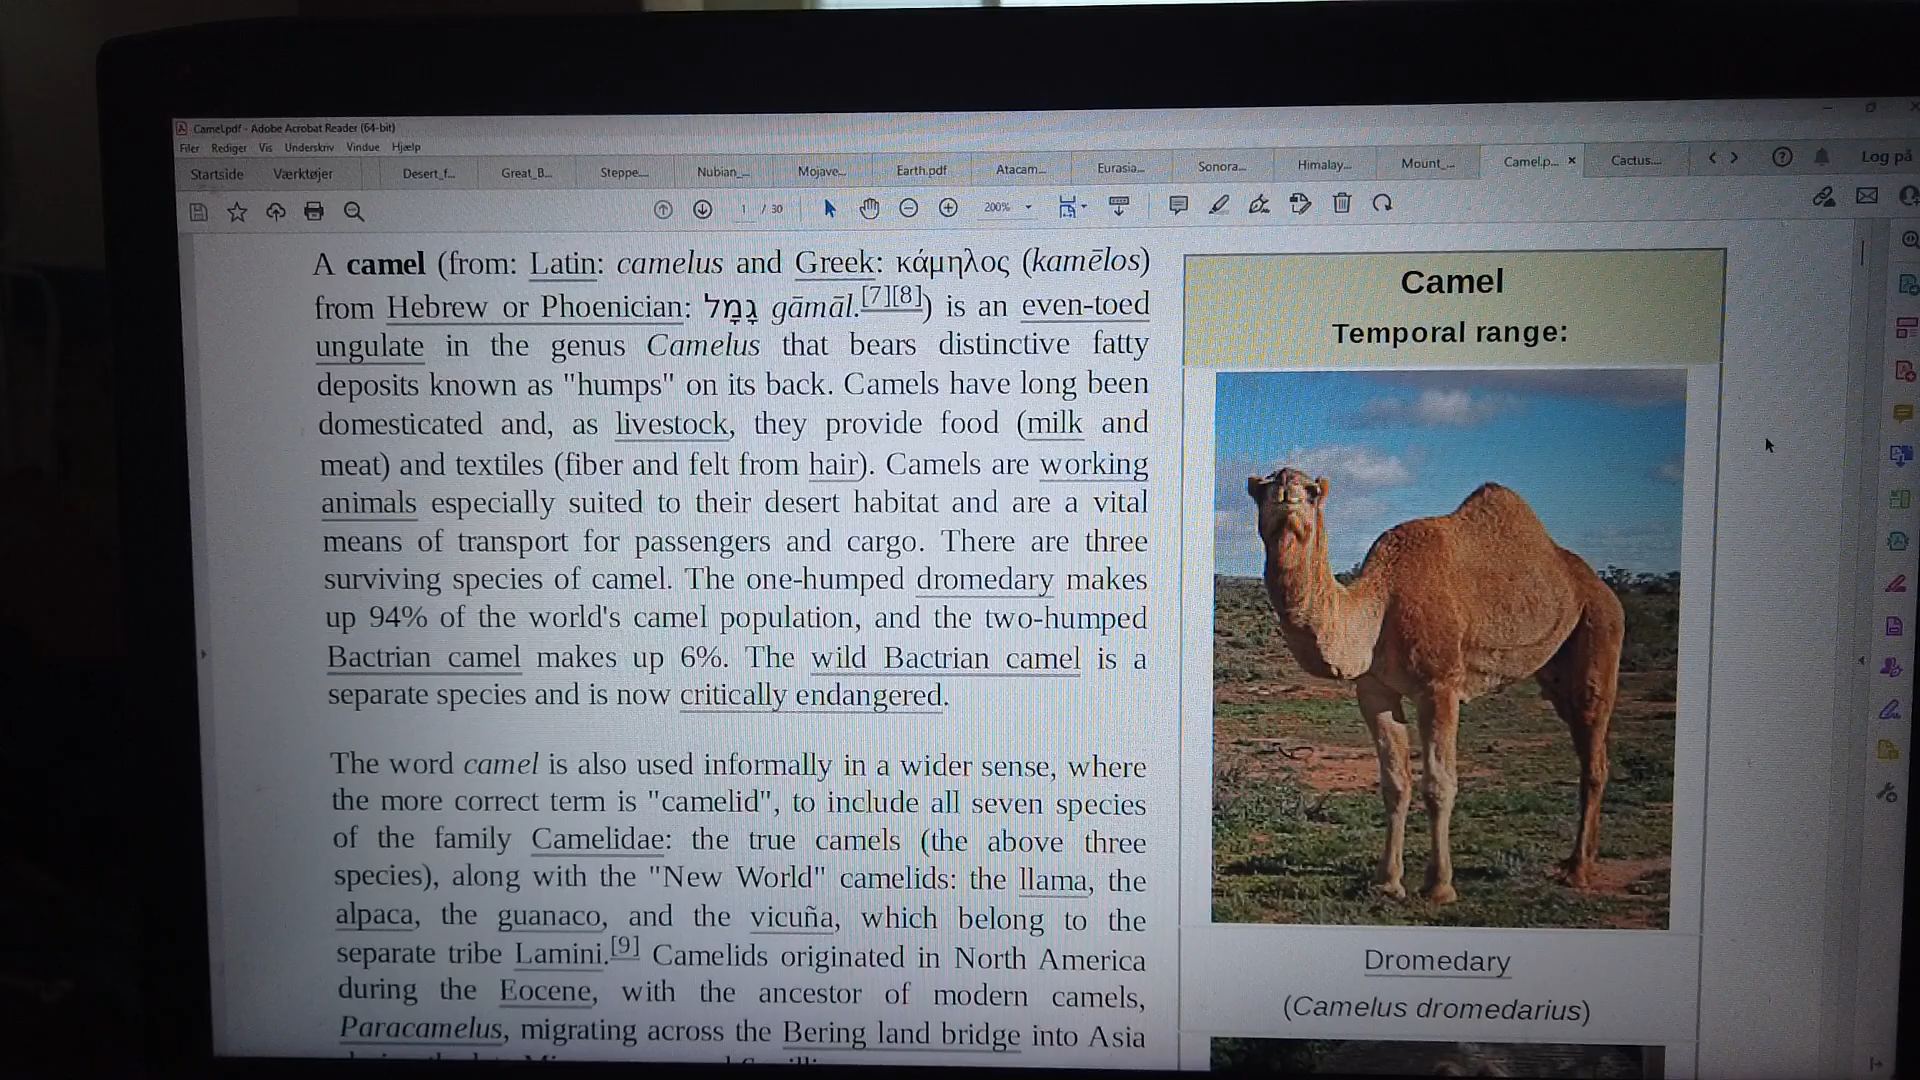 Camel.pdf - Adobe Acrobat Reader (64-bit)
Filer Rediger Vis Underskriv Vindue Hjælp
Startside Værktøjer Desert_f... Great_B... Steppe.... Nubian_... Mojave... Earth.pdf Atacam... Eurasia... Sonora... Himalay... Mount_... Camel.p... × Cactus.... Log på
1 / 30 200%
A camel (from: Latin: camelus and Greek: κάμηλος (kamēlos)
from Hebrew or Phoenician: גָמָל gāmāl.[7][8]) is an even-toed
ungulate in the genus Camelus that bears distinctive fatty
deposits known as "humps" on its back. Camels have long been
domesticated and, as livestock, they provide food (milk and
meat) and textiles (fiber and felt from hair). Camels are working
animals especially suited to their desert habitat and are a vital
means of transport for passengers and cargo. There are three
surviving species of camel. The one-humped dromedary makes
up 94% of the world's camel population, and the two-humped
Bactrian camel makes up 6%. The wild Bactrian camel is a
separate species and is now critically endangered.
The word camel is also used informally in a wider sense, where
the more correct term is "camelid", to include all seven species
of the family Camelidae: the true camels (the above three
species), along with the "New World" camelids: the llama, the
alpaca, the guanaco, and the vicuña, which belong to the
separate tribe Lamini.[9] Camelids originated in North America
during the Eocene, with the ancestor of modern camels,
Paracamelus, migrating across the Bering land bridge into Asia
Camel
Temporal range:
Dromedary
(Camelus dromedarius)